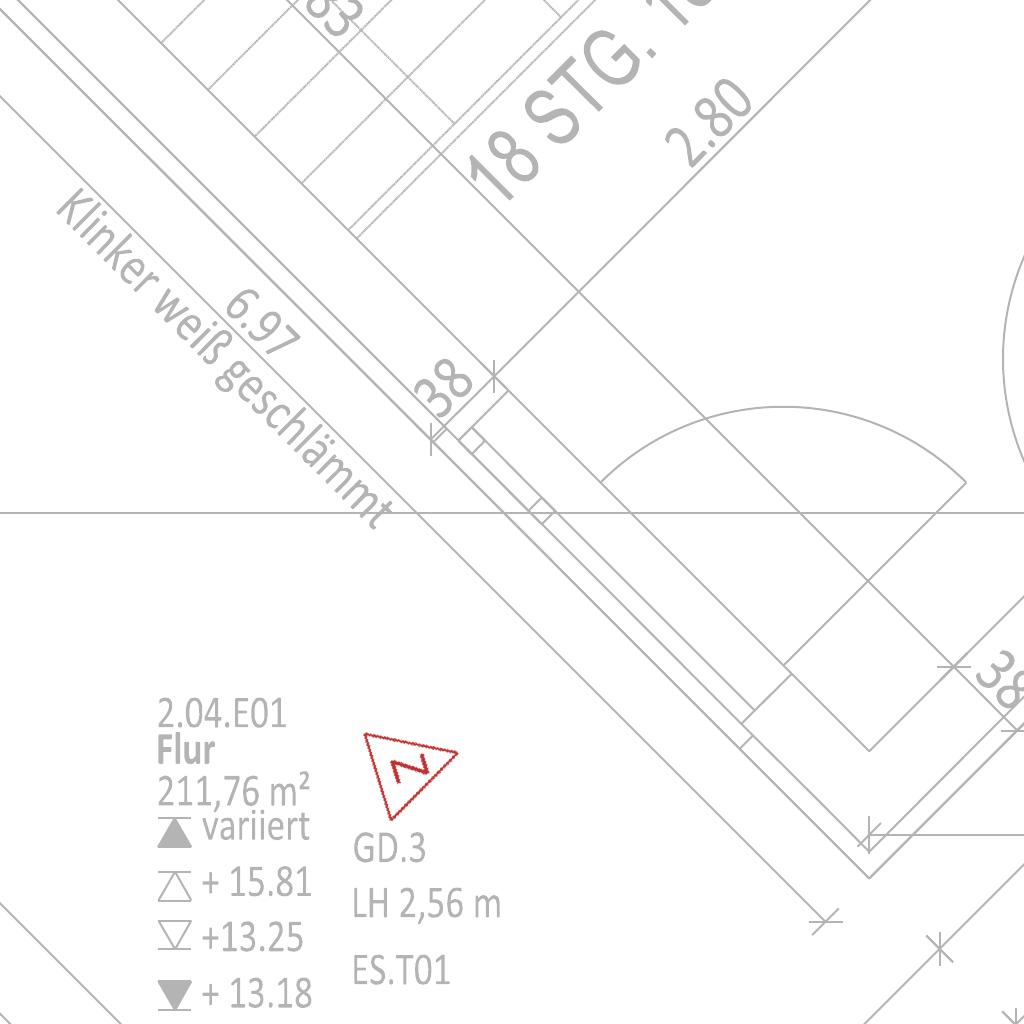 83
18 STG.
2.80
Klinker weiß geschlämmt
6.97
38
38
2.04.E01
Flur
211,76 m²
variiert
+ 15.81
+13.25
+ 13.18
N
GD.3
LH 2,56 m
ES.T01